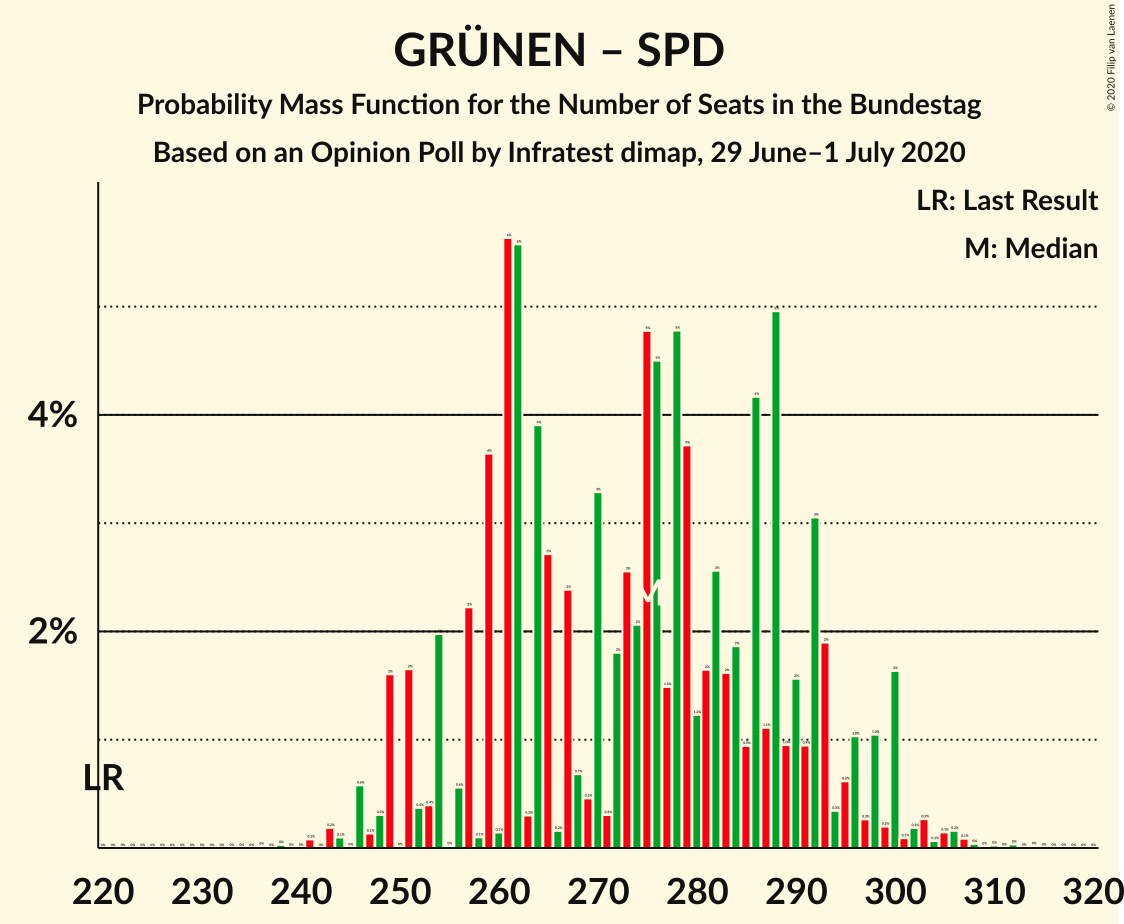 GRÜNEN – SPD
Probability Mass Function for the Number of Seats in the Bundestag
Based on an Opinion Poll by Infratest dimap, 29 June–1 July 2020
© 2020 Filip van Laenen
LR: Last Result
M: Median
4%
2%
LR
M
220 230 240 250 260 270 280 290 300 310 320